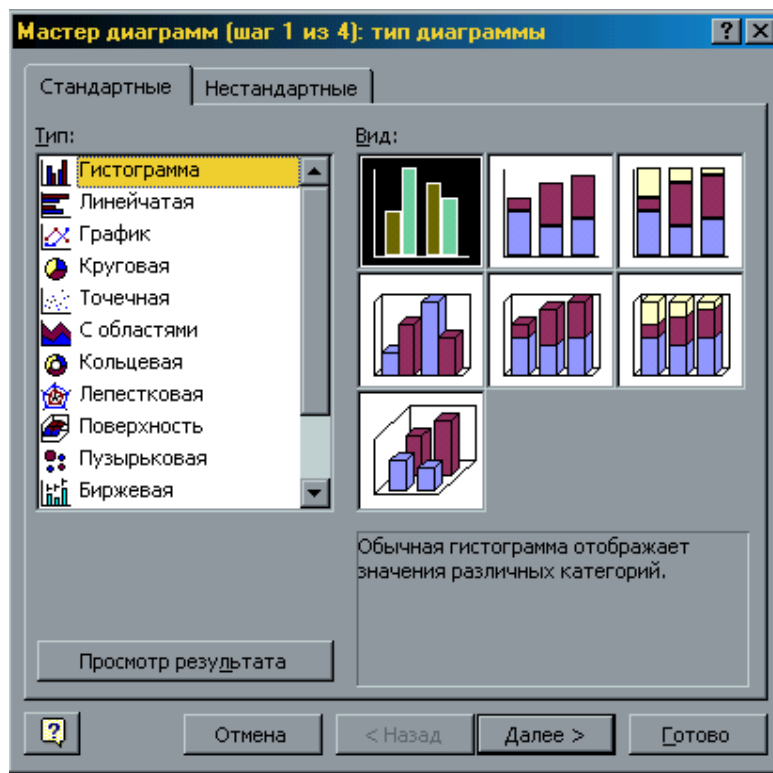 Мастер диаграмм (шаг 1 из 4): тип диаграммы
Стандартные
Нестандартные
Тип:
Гистограмма
Линейчатая
График
Круговая
Точечная
С областями
Кольцевая
Лепестковая
Поверхность
Пузырьковая
Биржевая
Вид:
Обычная гистограмма отображает
значения различных категорий.
Просмотр результата
Отмена
< Назад
Далее >
Готово